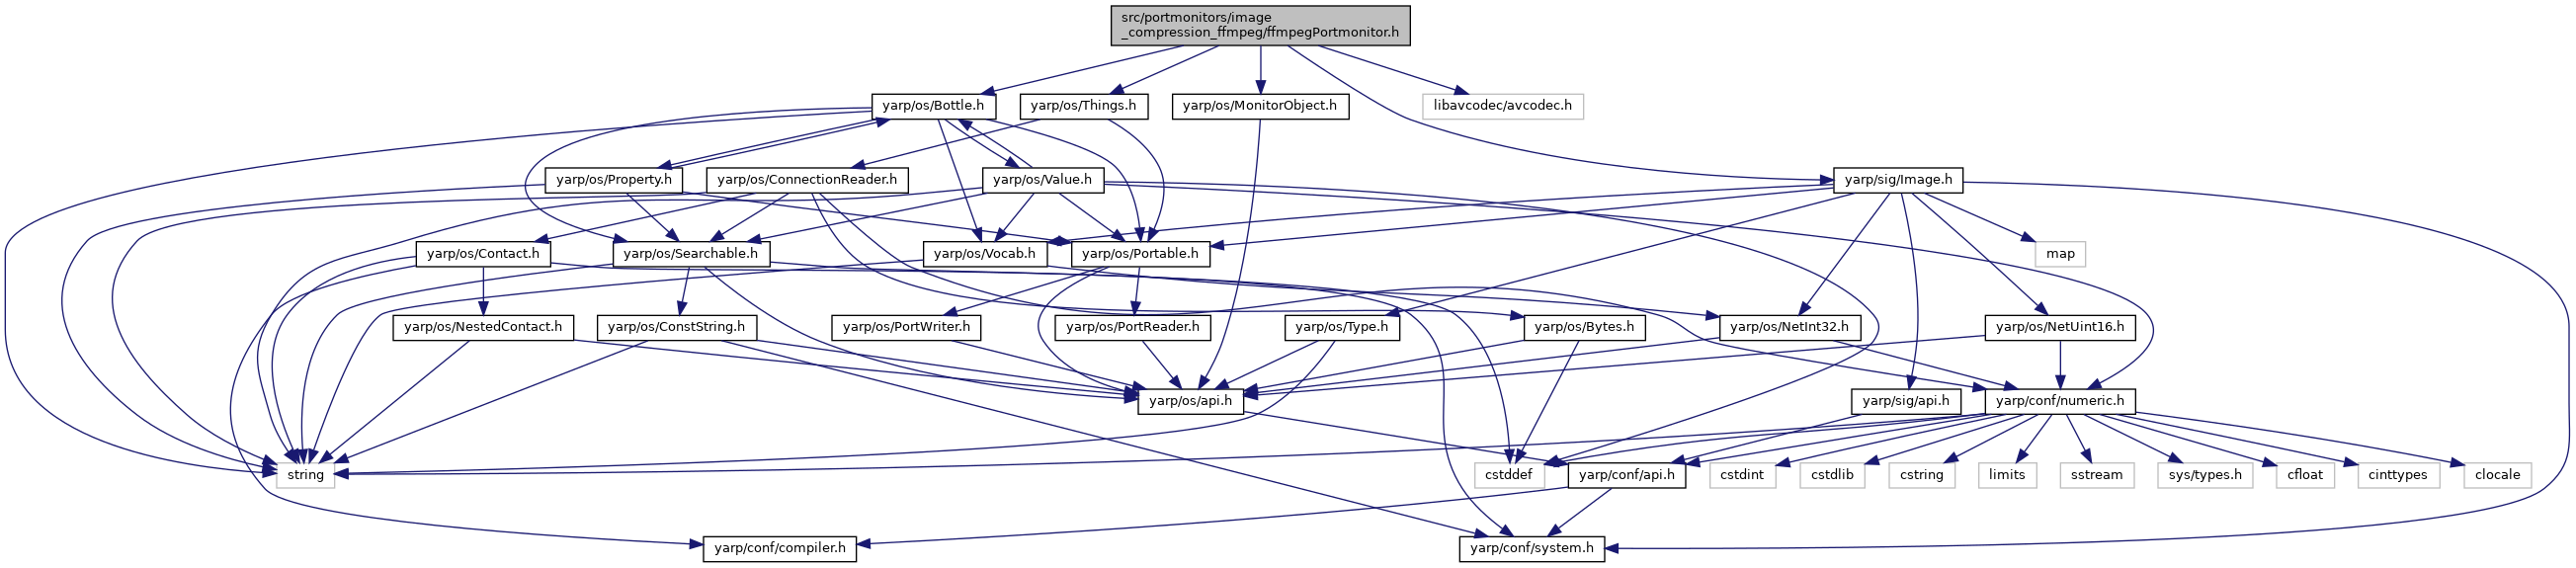 src/portmonitors/image
_compression_ffmpeg/ffmpegPortmonitor.h
yarp/os/Bottle.h
yarp/os/Things.h
yarp/os/MonitorObject.h
libavcodec/avcodec.h
yarp/os/Property.h
yarp/os/ConnectionReader.h
yarp/os/Value.h
yarp/sig/Image.h
yarp/os/Contact.h
yarp/os/Searchable.h
yarp/os/Vocab.h
yarp/os/Portable.h
map
yarp/os/NestedContact.h
yarp/os/ConstString.h
yarp/os/PortWriter.h
yarp/os/PortReader.h
yarp/os/Type.h
yarp/os/Bytes.h
yarp/os/NetInt32.h
yarp/os/NetUint16.h
yarp/os/api.h
yarp/sig/api.h
yarp/conf/numeric.h
string
cstddef
yarp/conf/api.h
cstdint
cstdlib
cstring
limits
sstream
sys/types.h
cfloat
cinttypes
clocale
yarp/conf/compiler.h
yarp/conf/system.h